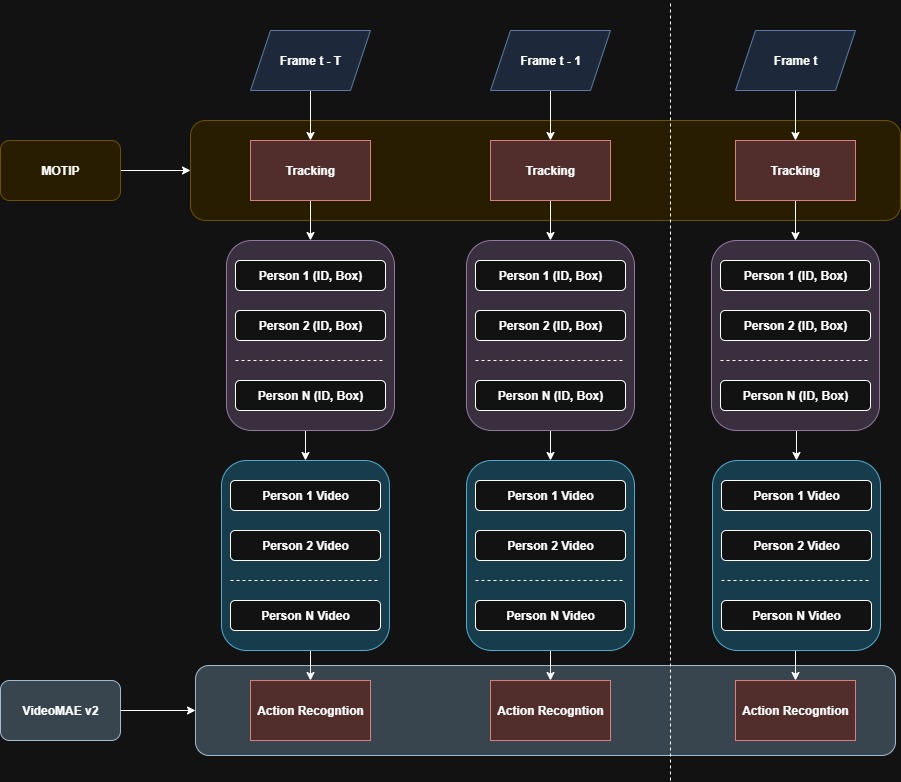 Frame t - T
Frame t - 1
Frame t
MOTIP
Tracking
Tracking
Tracking
Person 1 (ID, Box)
Person 1 (ID, Box)
Person 1 (ID, Box)
Person 2 (ID, Box)
Person 2 (ID, Box)
Person 2 (ID, Box)
Person N (ID, Box)
Person N (ID, Box)
Person N (ID, Box)
Person 1 Video
Person 1 Video
Person 1 Video
Person 2 Video
Person 2 Video
Person 2 Video
Person N Video
Person N Video
Person N Video
VideoMAE v2
Action Recogntion
Action Recogntion
Action Recogntion